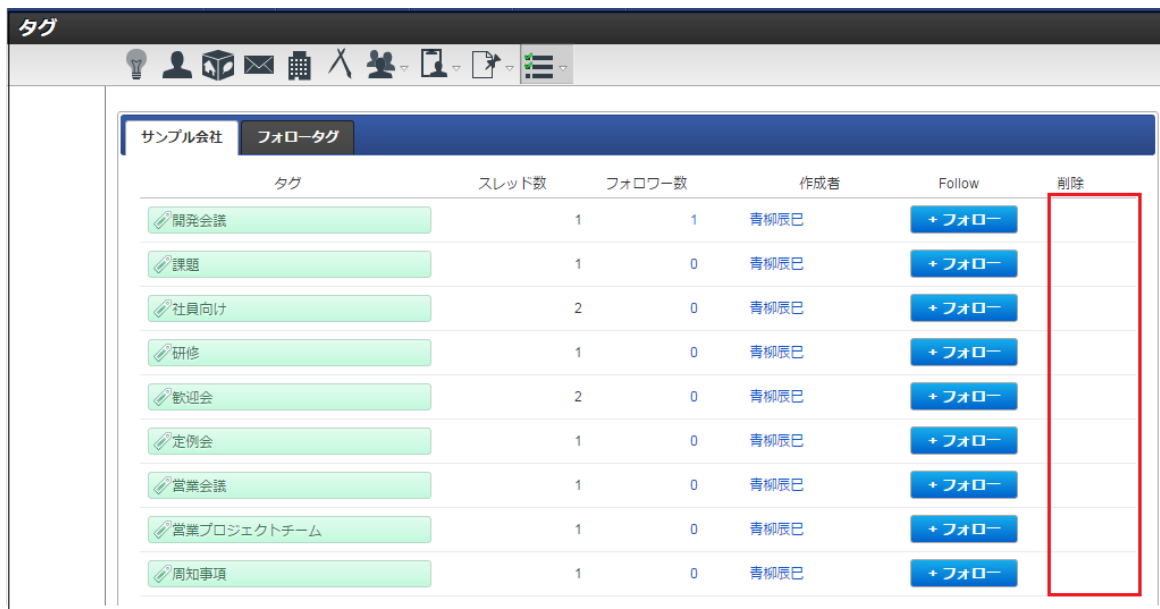 タグ
サンプル会社 フォロータグ
タグ スレッド数 フォロワー数 作成者 Follow 削除
開発会議 1 1 青柳辰巳 +フォロー
課題 1 0 青柳辰巳 +フォロー
社員向け 2 0 青柳辰巳 +フォロー
研修 1 0 青柳辰巳 +フォロー
歓迎会 2 0 青柳辰巳 +フォロー
定例会 1 0 青柳辰巳 +フォロー
営業会議 1 0 青柳辰巳 +フォロー
営業プロジェクトチーム 1 0 青柳辰巳 +フォロー
周知事項 1 0 青柳辰巳 +フォロー